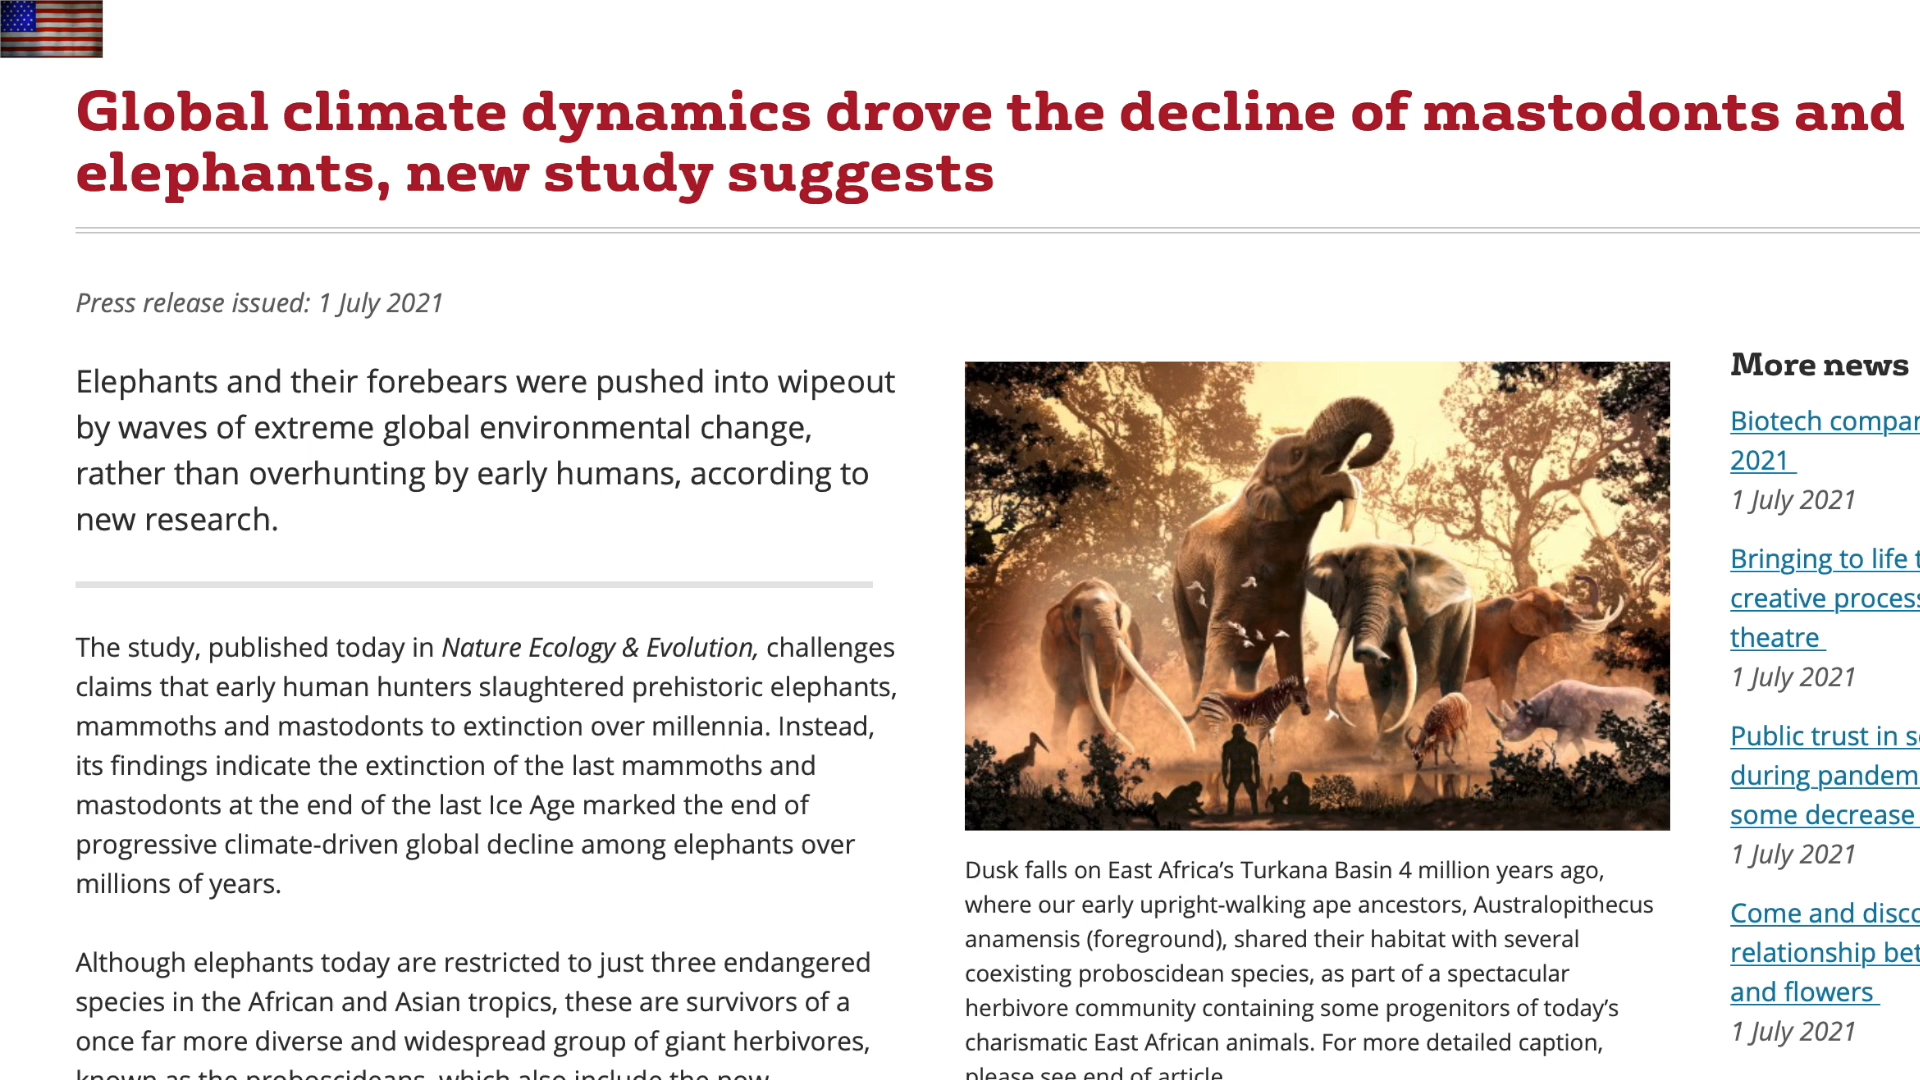 Global climate dynamics drove the decline of mastodonts and
elephants, new study suggests
Press release issued: 1 July 2021
Elephants and their forebears were pushed into wipeout
by waves of extreme global environmental change,
rather than overhunting by early humans, according to
new research.
The study, published today in Nature Ecology & Evolution, challenges
claims that early human hunters slaughtered prehistoric elephants,
mammoths and mastodonts to extinction over millennia. Instead,
its findings indicate the extinction of the last mammoths and
mastodonts at the end of the last Ice Age marked the end of
progressive climate-driven global decline among elephants over
millions of years.
Although elephants today are restricted to just three endangered
species in the African and Asian tropics, these are survivors of a
once far more diverse and widespread group of giant herbivores,
known as the proboscideans, which also include the now
Dusk falls on East Africa’s Turkana Basin 4 million years ago,
where our early upright-walking ape ancestors, Australopithecus
anamensis (foreground), shared their habitat with several
coexisting proboscidean species, as part of a spectacular
herbivore community containing some progenitors of today’s
charismatic East African animals. For more detailed caption,
please see end of article
More news
Biotech
2021
1 July 2021
Bringing to life
creative
theatre
1 July 2021
Public trust in
during
some decrease
1 July 2021
Come and
relationship
and flowers
1 July 2021